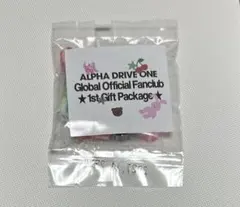 ALPHA DRIVE ONE
Global Official Fanclub
★ 1st Gift Package ★